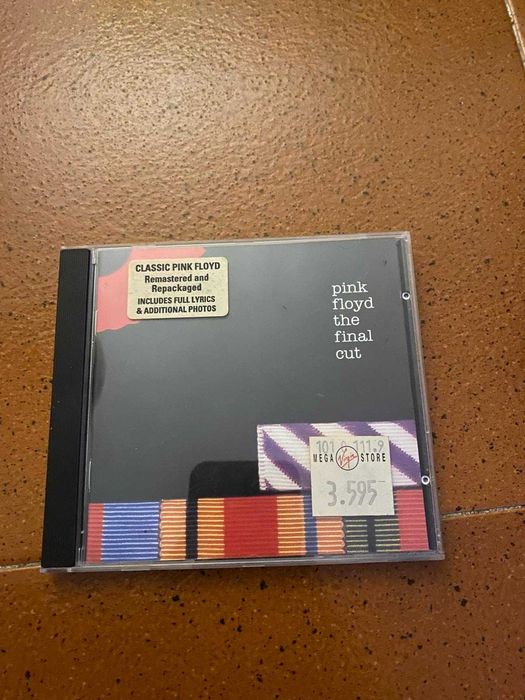 CLASSIC PINK FLOYD
Remastered and
Repackaged
INCLUDES FULL LYRICS
& ADDITIONAL PHOTOS
pink
floyd
the
final
cut
MEGA Virgin STORE
3.595